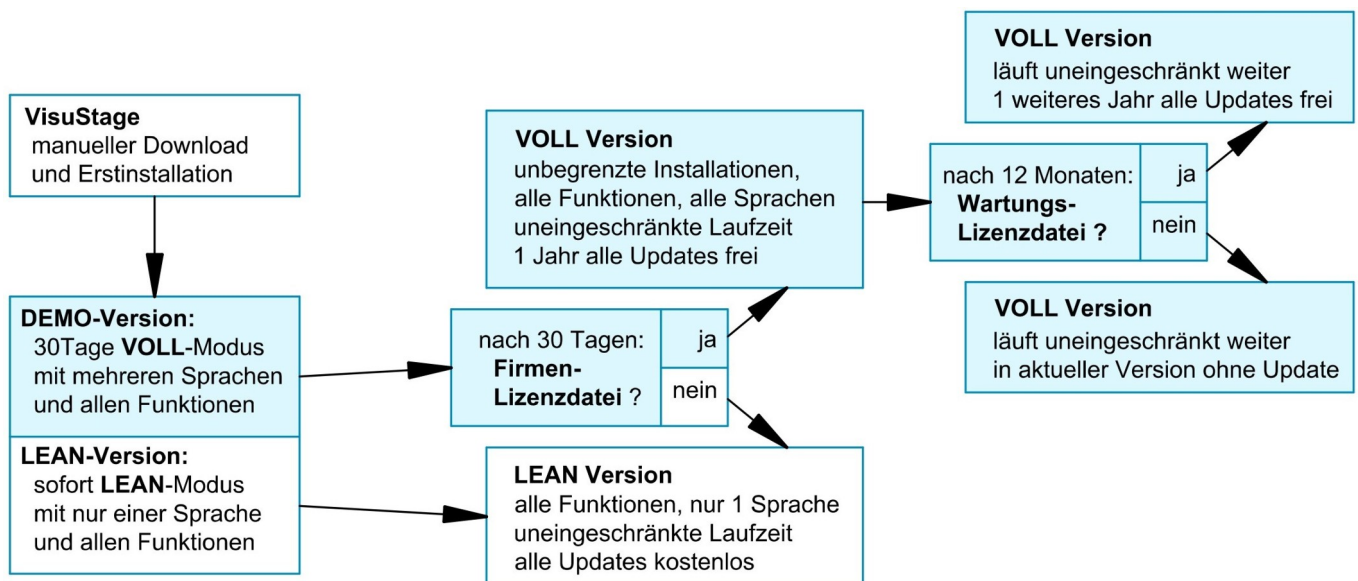 VisuStage
manueller Download
und Erstinstallation
DEMO-Version:
30Tage VOLL-Modus
mit mehreren Sprachen
und allen Funktionen
LEAN-Version:
sofort LEAN-Modus
mit nur einer Sprache
und allen Funktionen
nach 30 Tagen:
Firmen-
Lizenzdatei ?
ja
nein
VOLL Version
unbegrenzte Installationen,
alle Funktionen, alle Sprachen
uneingeschränkte Laufzeit
1 Jahr alle Updates frei
LEAN Version
alle Funktionen, nur 1 Sprache
uneingeschränkte Laufzeit
alle Updates kostenlos
nach 12 Monaten:
Wartungs-
Lizenzdatei ?
ja
nein
VOLL Version
läuft uneingeschränkt weiter
1 weiteres Jahr alle Updates frei
VOLL Version
läuft uneingeschränkt weiter
in aktueller Version ohne Update